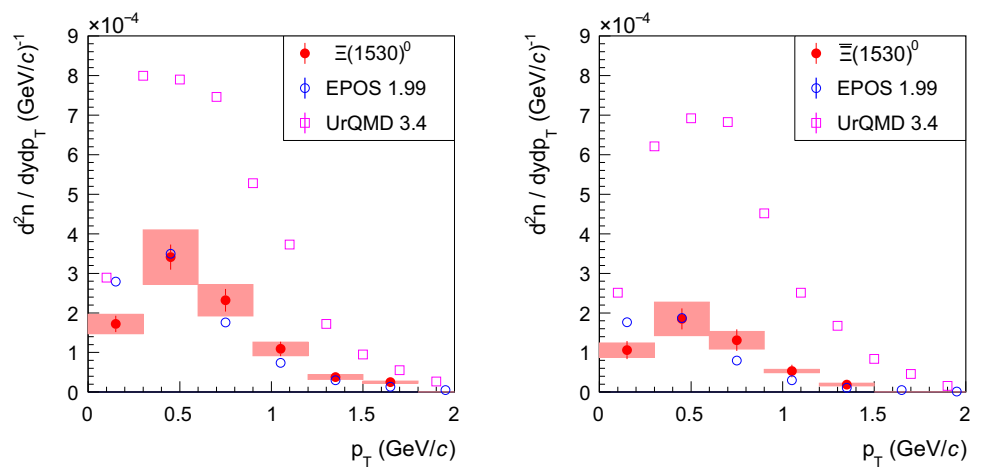 ×10⁻⁴
d²n / dydp_T (GeV/c)⁻¹
9
8
7
6
5
4
3
2
1
0
Ξ(1530)⁰
EPOS 1.99
UrQMD 3.4
0 0.5 1 1.5 2
p_T (GeV/c)
×10⁻⁴
d²n / dydp_T (GeV/c)⁻¹
9
8
7
6
5
4
3
2
1
0
Ξ̅(1530)⁰
EPOS 1.99
UrQMD 3.4
0 0.5 1 1.5 2
p_T (GeV/c)